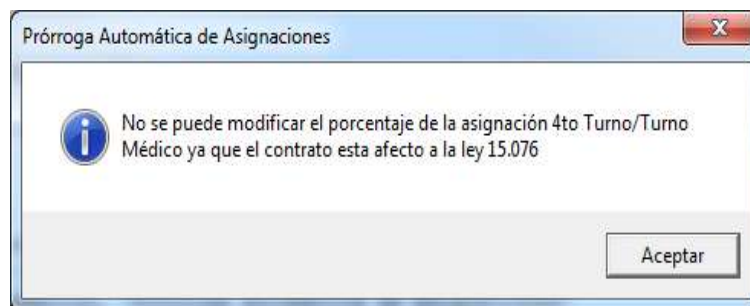 Prórroga Automática de Asignaciones
No se puede modificar el porcentaje de la asignación 4to Turno/Turno
Médico ya que el contrato esta afecto a la ley 15.076
Aceptar